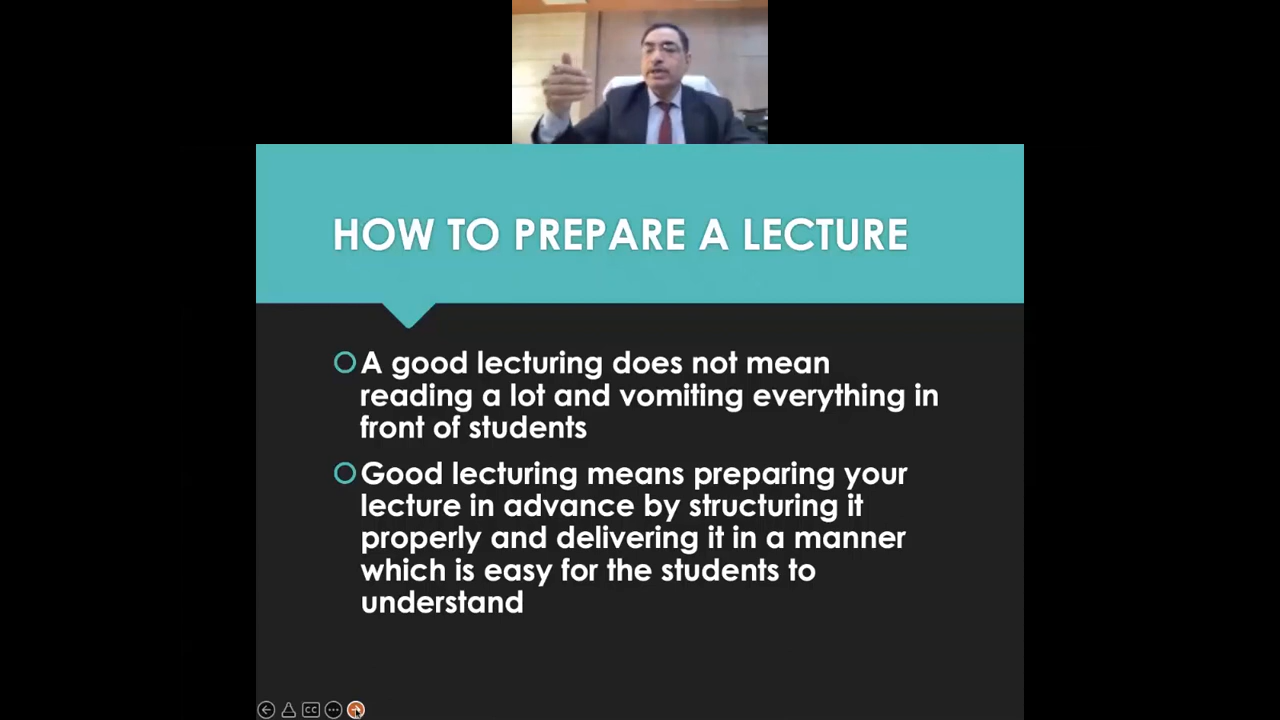 HOW TO PREPARE A LECTURE
A good lecturing does not mean
reading a lot and vomiting everything in
front of students
Good lecturing means preparing your
lecture in advance by structuring it
properly and delivering it in a manner
which is easy for the students to
understand
CC